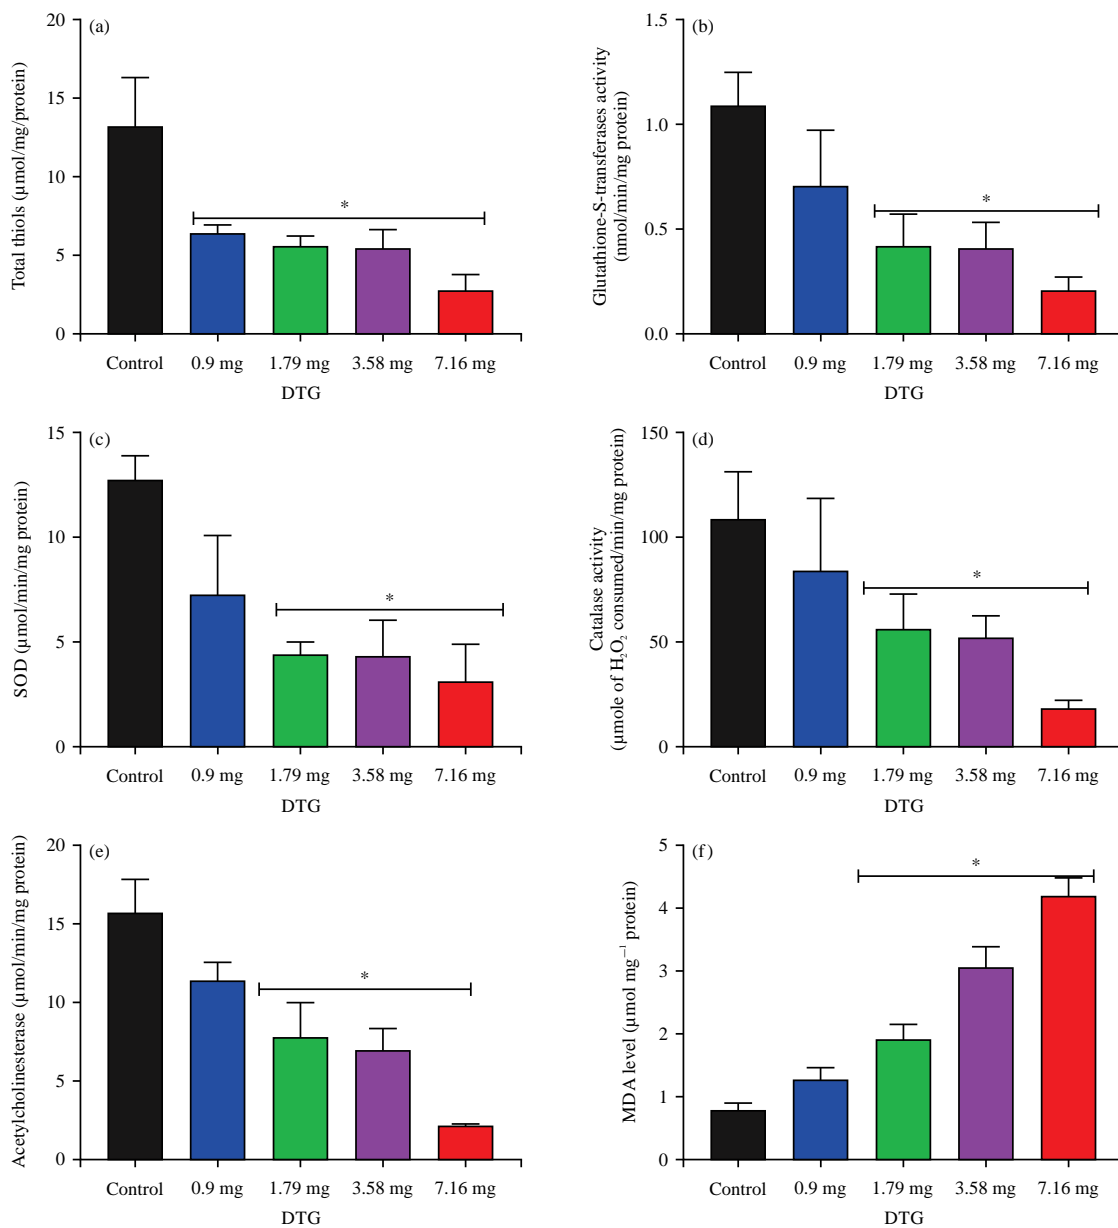 (a)
Total thiols (µmol/mg/protein)
20
15
10
5
0
*
Control 0.9 mg 1.79 mg 3.58 mg 7.16 mg
DTG
(b)
Glutathione-S-transferases activity
(nmol/min/mg protein)
1.5
1.0
0.5
0.0
*
Control 0.9 mg 1.79 mg 3.58 mg 7.16 mg
DTG
(c)
SOD (µmol/min/mg protein)
15
10
5
0
*
Control 0.9 mg 1.79 mg 3.58 mg 7.16 mg
DTG
(d)
Catalase activity
(µmole of H₂O₂ consumed/min/mg protein)
150
100
50
0
*
Control 0.9 mg 1.79 mg 3.58 mg 7.16 mg
DTG
(e)
Acetylcholinesterase (µmol/min/mg protein)
20
15
10
5
0
*
Control 0.9 mg 1.79 mg 3.58 mg 7.16 mg
DTG
(f)
MDA level (µmol mg⁻¹ protein)
5
4
3
2
1
0
*
Control 0.9 mg 1.79 mg 3.58 mg 7.16 mg
DTG